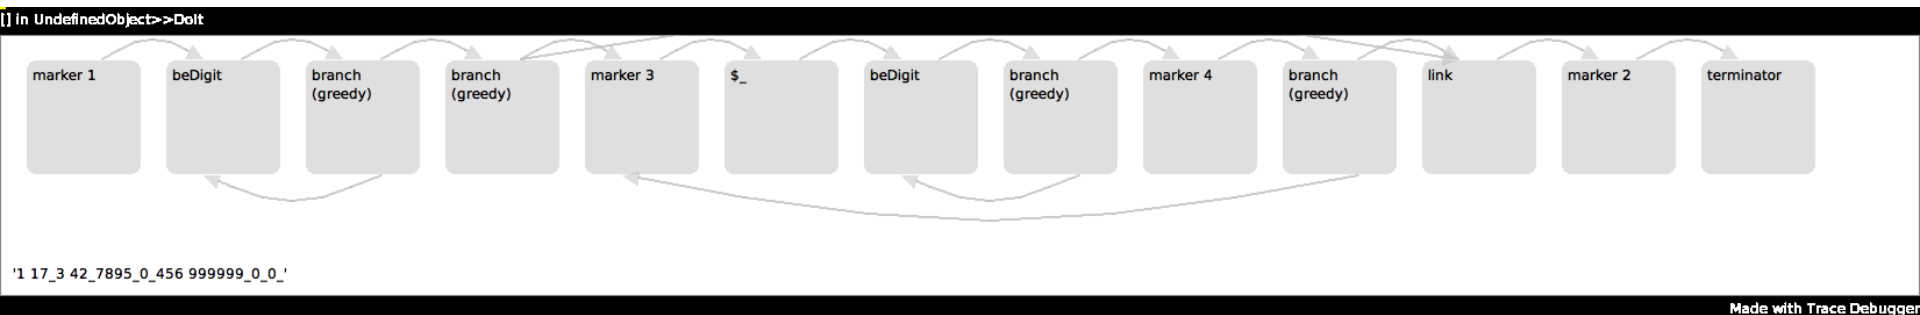 [] in UndefinedObject>>DoIt
marker 1
beDigit
branch
(greedy)
branch
(greedy)
marker 3
$_
beDigit
branch
(greedy)
marker 4
branch
(greedy)
link
marker 2
terminator
'1 17_3 42_7895_0_456 999999_0_0_'
Made with Trace Debugger